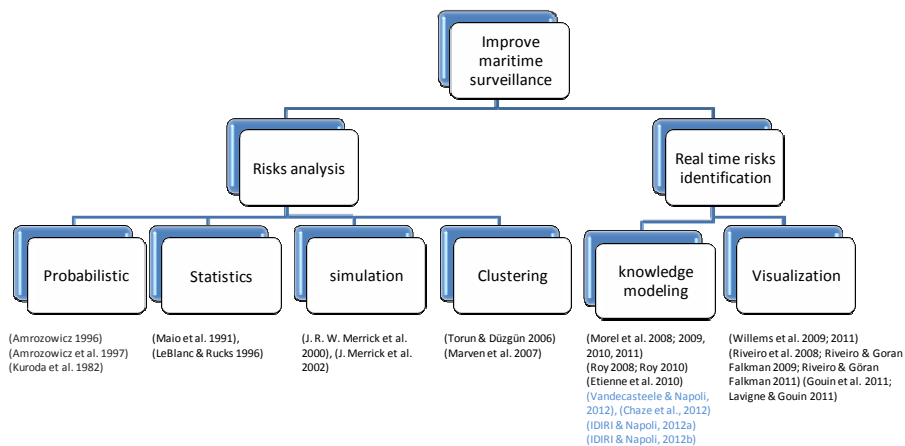 Improve
maritime
surveillance
Risks analysis
Real time risks
identification
Probabilistic
Statistics
simulation
Clustering
knowledge
modeling
Visualization
(Amrozowicz 1996)
(Amrozowicz et al. 1997)
(Kuroda et al. 1982)
(Maio et al. 1991),
(LeBlanc & Rucks 1996)
(J. R. W. Merrick et al.
2000), (J. Merrick et al.
2002)
(Torun & Düzgün 2006)
(Marven et al. 2007)
(Morel et al. 2008; 2009,
2010, 2011)
(Roy 2008; Roy 2010)
(Etienne et al. 2010)
(Vandecasteele & Napoli,
2012), (Chaze et al., 2012)
(IDIRI & Napoli, 2012a)
(IDIRI & Napoli, 2012b)
(Willems et al. 2009; 2011)
(Riveiro et al. 2008; Riveiro & Goran
Falkman 2009; Riveiro & Göran
Falkman 2011) (Gouin et al. 2011;
Lavigne & Gouin 2011)